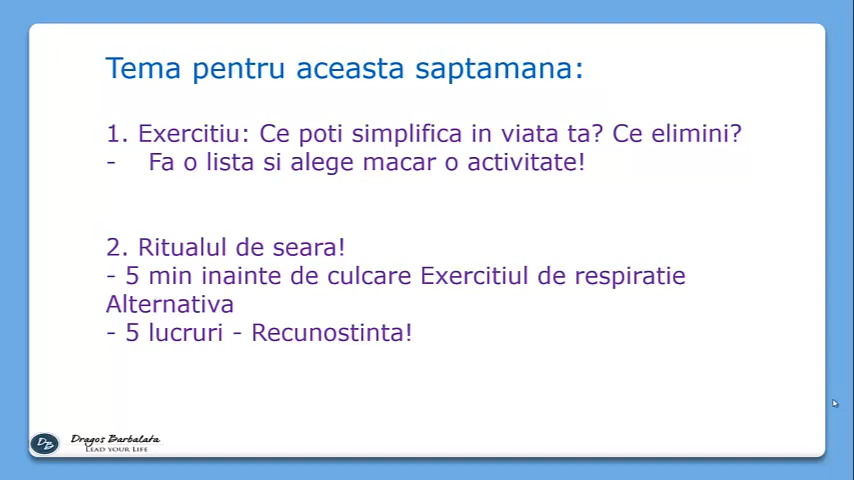 Tema pentru aceasta saptamana:
1. Exercitiu: Ce poti simplifica in viata ta? Ce elimini?
- Fa o lista si alege macar o activitate!
2. Ritualul de seara!
- 5 min inainte de culcare Exercitiul de respiratie
Alternativa
- 5 lucruri - Recunostinta!
DB
Dragos Barbalata
LEAD YOUR LIFE